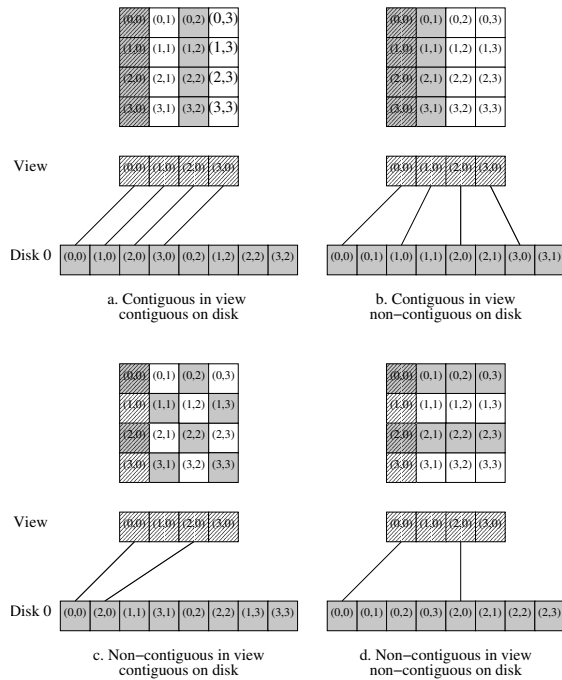 (0,0) (0,1) (0,2) (0,3)
(1,0) (1,1) (1,2) (1,3)
(2,0) (2,1) (2,2) (2,3)
(3,0) (3,1) (3,2) (3,3)
View (0,0) (1,0) (2,0) (3,0)
Disk 0 (0,0) (1,0) (2,0) (3,0) (0,2) (1,2) (2,2) (3,2)
a. Contiguous in view
contiguous on disk
(0,0) (0,1) (0,2) (0,3)
(1,0) (1,1) (1,2) (1,3)
(2,0) (2,1) (2,2) (2,3)
(3,0) (3,1) (3,2) (3,3)
(0,0) (1,0) (2,0) (3,0)
(0,0) (0,1) (1,0) (1,1) (2,0) (2,1) (3,0) (3,1)
b. Contiguous in view
non−contiguous on disk
(0,0) (0,1) (0,2) (0,3)
(1,0) (1,1) (1,2) (1,3)
(2,0) (2,1) (2,2) (2,3)
(3,0) (3,1) (3,2) (3,3)
View (0,0) (1,0) (2,0) (3,0)
Disk 0 (0,0) (2,0) (1,1) (3,1) (0,2) (2,2) (1,3) (3,3)
c. Non−contiguous in view
contiguous on disk
(0,0) (0,1) (0,2) (0,3)
(1,0) (1,1) (1,2) (1,3)
(2,0) (2,1) (2,2) (2,3)
(3,0) (3,1) (3,2) (3,3)
(0,0) (1,0) (2,0) (3,0)
(0,0) (0,1) (0,2) (0,3) (2,0) (2,1) (2,2) (2,3)
d. Non−contiguous in view
non−contiguous on disk